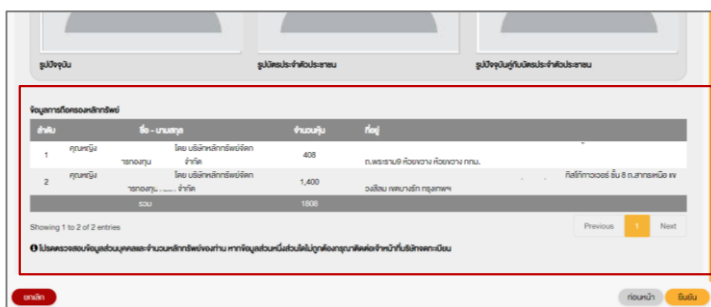 รูปปัจจุบัน รูปบัตรประจำตัวประชาชน รูปปัจจุบันคู่กับบัตรประจำตัวประชาชน
ข้อมูลการถือครองหลักทรัพย์
ลำดับ ชื่อ - นามสกุล จำนวนหุ้น ที่อยู่
1 คุณหญิง โดย บริษัทหลักทรัพย์จัดก
ารกองทุน จำกัด 408 ถ.พระราม9 ห้วยขวาง ห้วยขวาง กทม.
2 คุณหญิง โดย บริษัทหลักทรัพย์จัดก ทิสโก้ทาวเวอร์ ชั้น 8 ถ.สาทรเหนือ แข
ารกองทุน จำกัด 1,400 วงสีลม เขตบางรัก กรุงเทพฯ
รวม 1808
Showing 1 to 2 of 2 entries Previous 1 Next
โปรดตรวจสอบข้อมูลส่วนบุคคลและจำนวนหลักทรัพย์ของท่าน หากข้อมูลส่วนหนึ่งส่วนใดไม่ถูกต้องกรุณาติดต่อเจ้าหน้าที่บริษัทจดทะเบียน
ยกเลิก ก่อนหน้า ยืนยัน